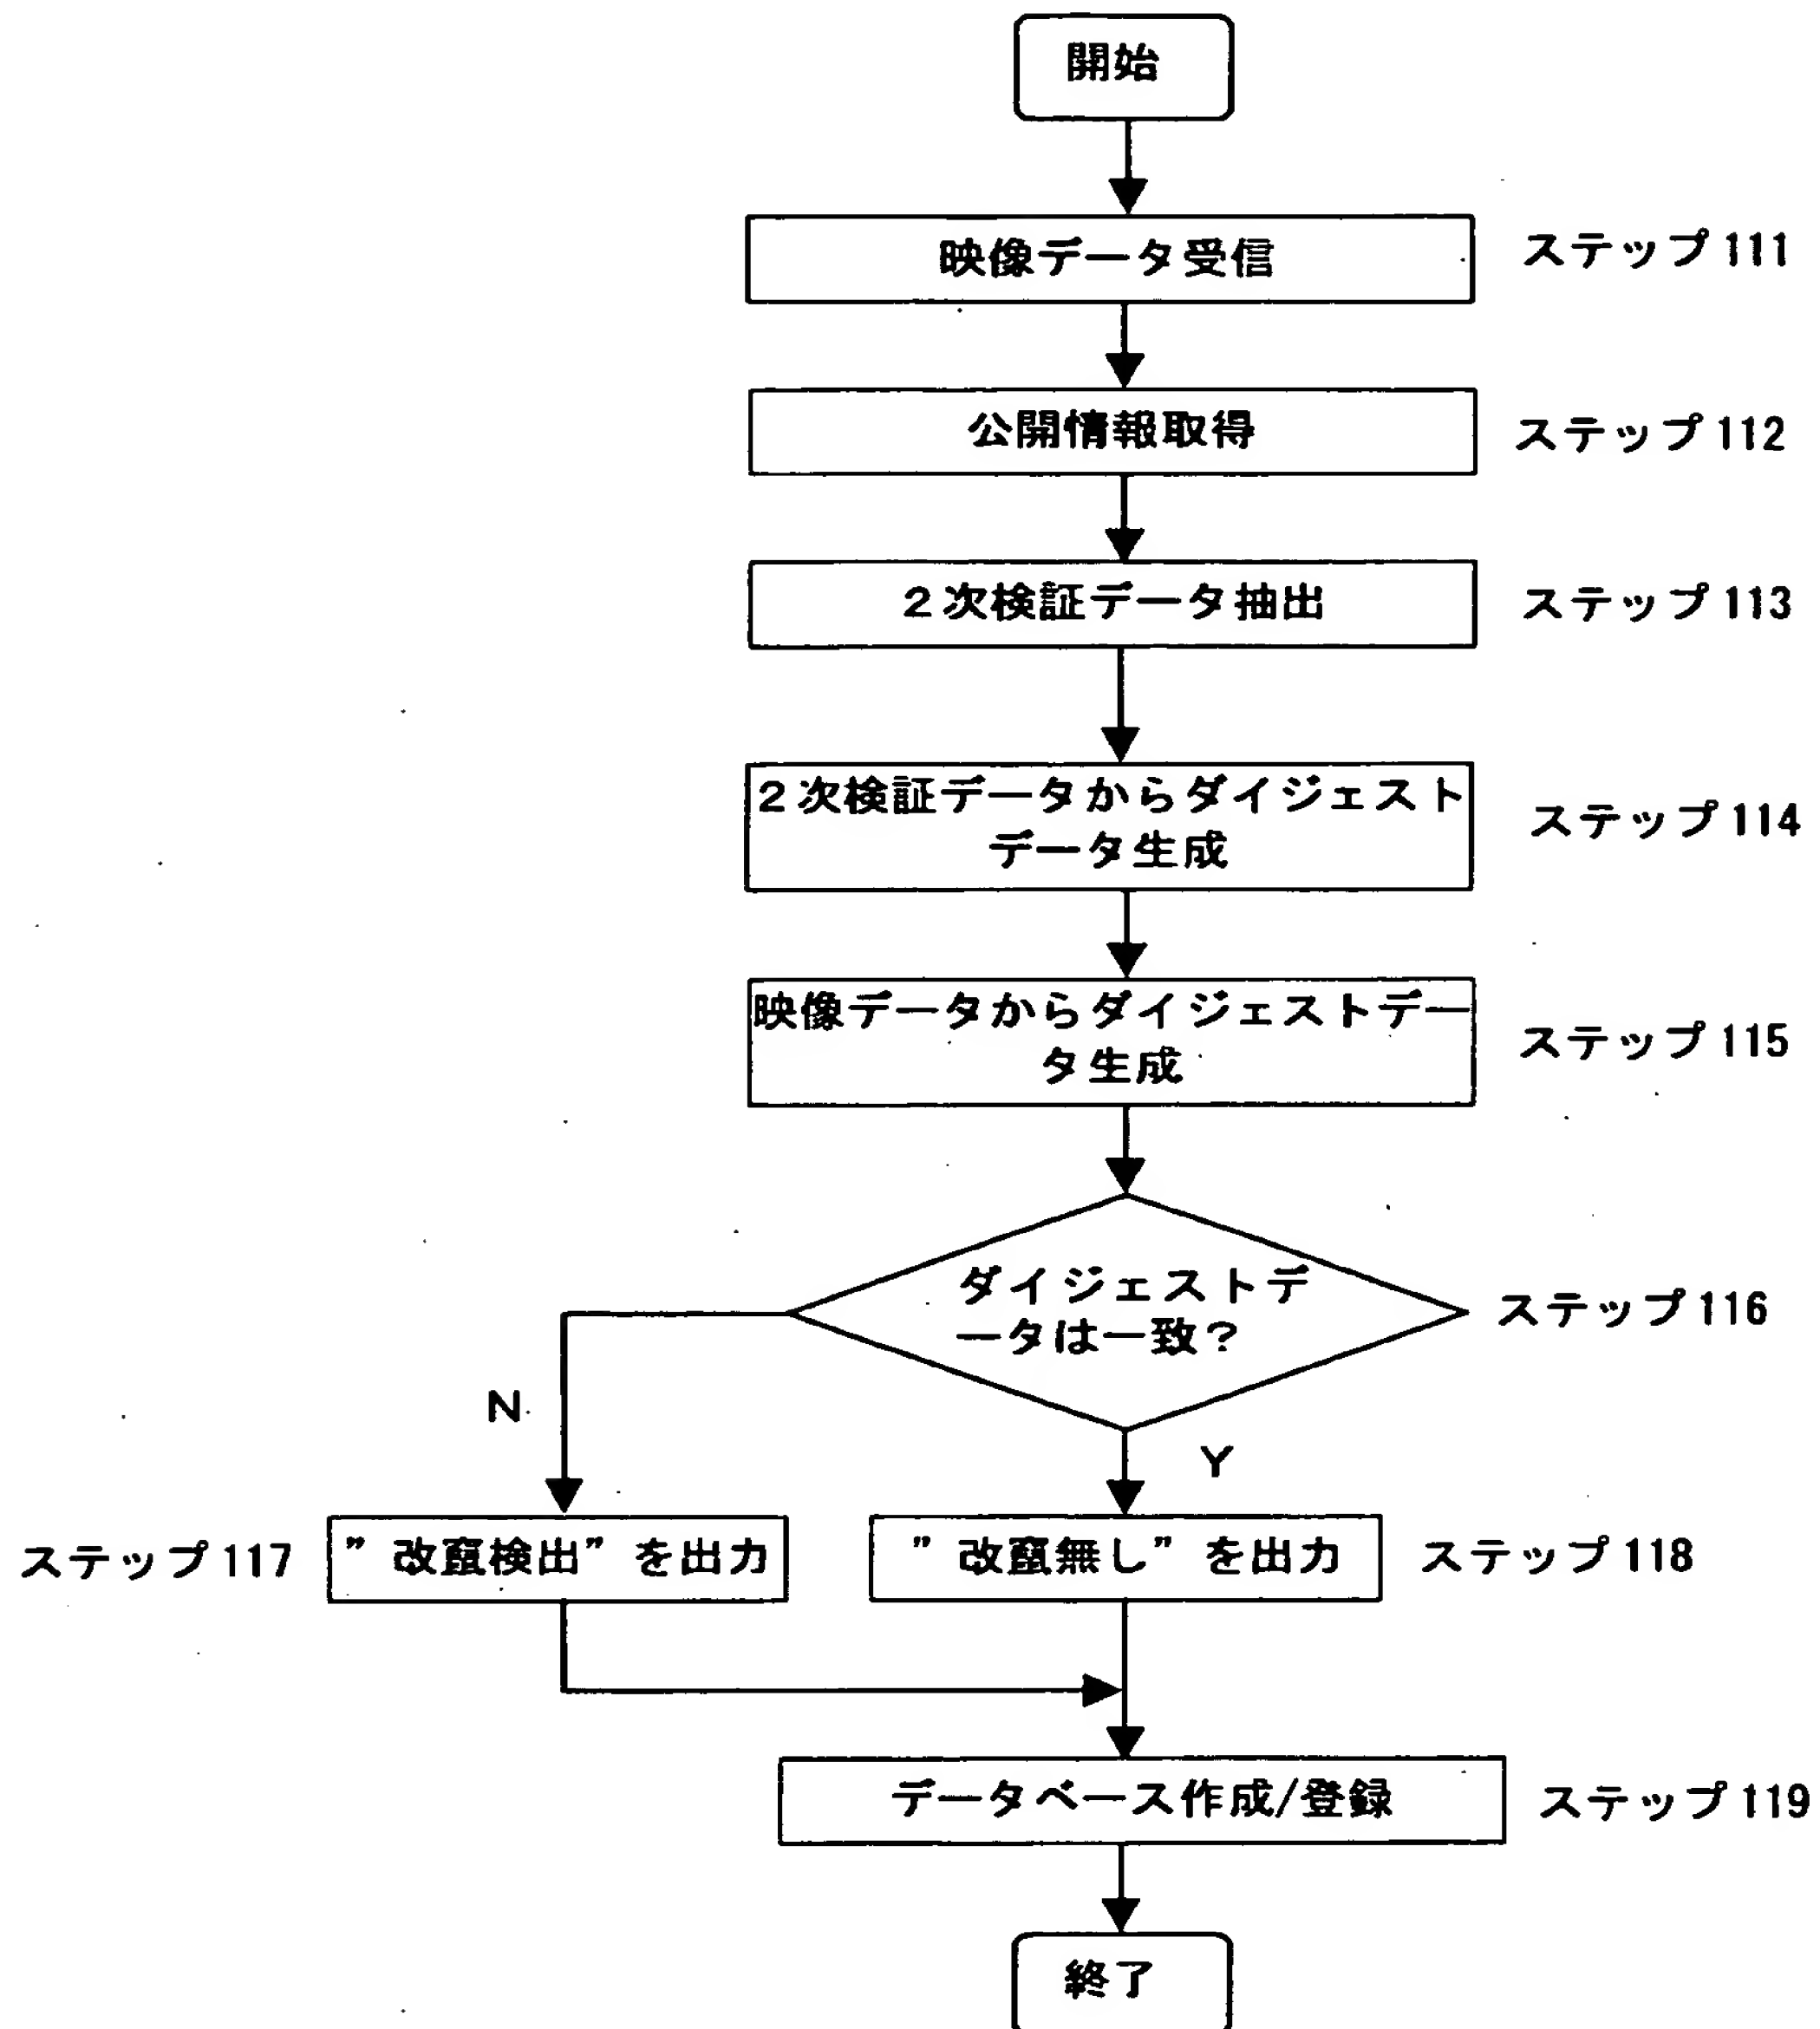 開始
映像データ受信
ステップ111
公開情報取得
ステップ112
2次検証データ抽出
ステップ113
2次検証データからダイジェスト
データ生成
ステップ114
映像データからダイジェストデー
タ生成
ステップ115
ダイジェストデ
ータは一致?
ステップ116
N
Y
ステップ117
”改竄検出”を出力
”改竄無し”を出力
ステップ118
データベース作成/登録
ステップ119
終了